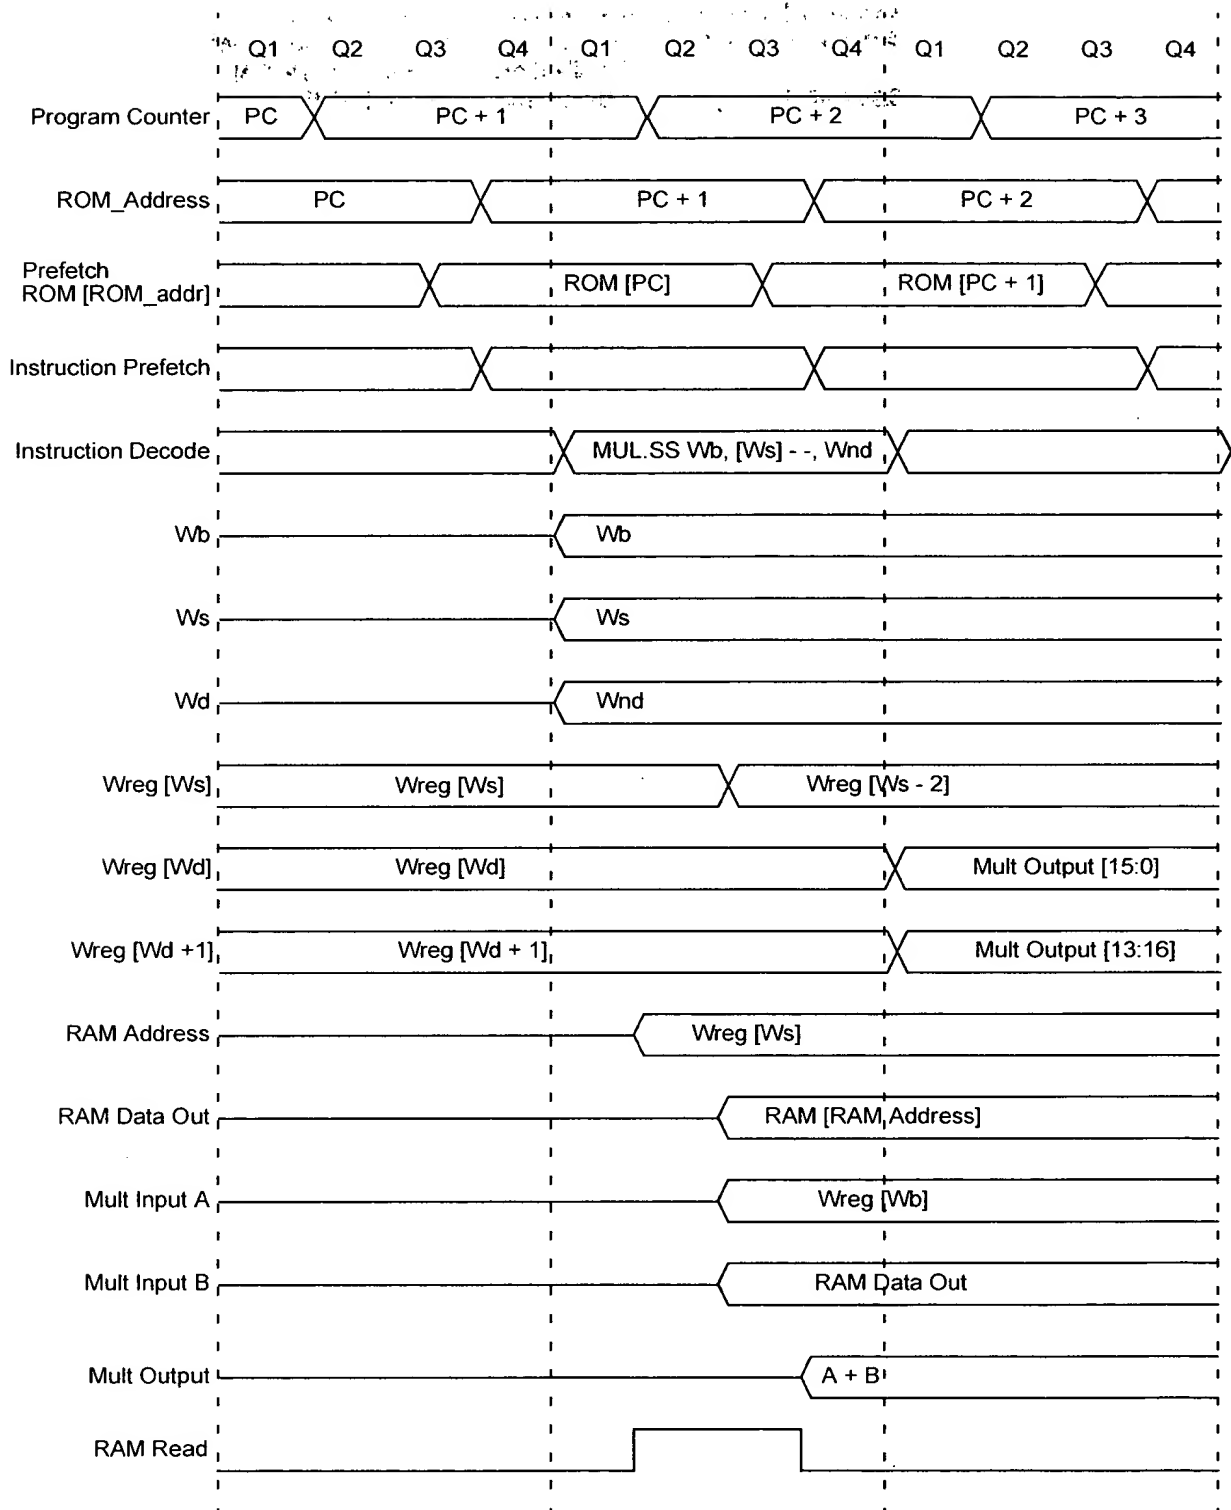 Q1 Q2 Q3 Q4 Q1 Q2 Q3 Q4 Q1 Q2 Q3 Q4
Program Counter PC PC + 1 PC + 2 PC + 3
ROM_Address PC PC + 1 PC + 2
Prefetch
ROM [ROM_addr] ROM [PC] ROM [PC + 1]
Instruction Prefetch
Instruction Decode MUL.SS Wb, [Ws] - -, Wnd
Wb Wb
Ws Ws
Wd Wnd
Wreg [Ws] Wreg [Ws] Wreg [Ws - 2]
Wreg [Wd] Wreg [Wd] Mult Output [15:0]
Wreg [Wd +1] Wreg [Wd + 1] Mult Output [13:16]
RAM Address Wreg [Ws]
RAM Data Out RAM [RAM Address]
Mult Input A Wreg [Wb]
Mult Input B RAM Data Out
Mult Output A + B
RAM Read